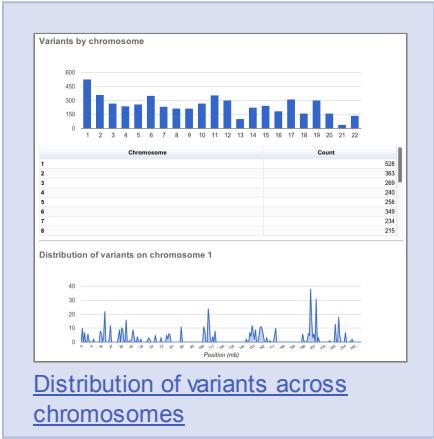 Variants by chromosome
600
450
300
150
0
1 2 3 4 5 6 7 8 9 10 11 12 13 14 15 16 17 18 19 20 21 22
Chromosome Count
1 528
2 363
3 269
4 240
5 258
6 349
7 234
8 215
Distribution of variants on chromosome 1
40
30
20
10
0
Position (mb)
Distribution of variants across
chromosomes